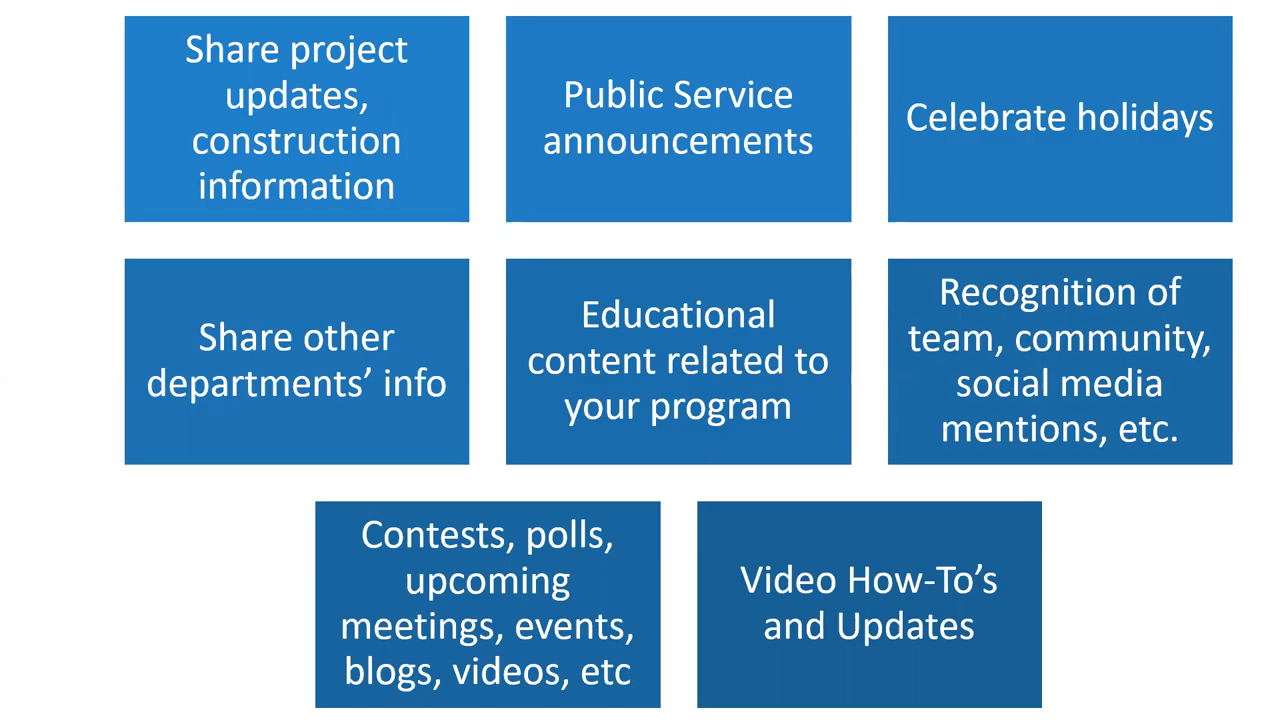 Share project
updates,
construction
information
Public Service
announcements
Celebrate holidays
Share other
departments’ info
Educational
content related to
your program
Recognition of
team, community,
social media
mentions, etc.
Contests, polls,
upcoming
meetings, events,
blogs, videos, etc
Video How-To’s
and Updates